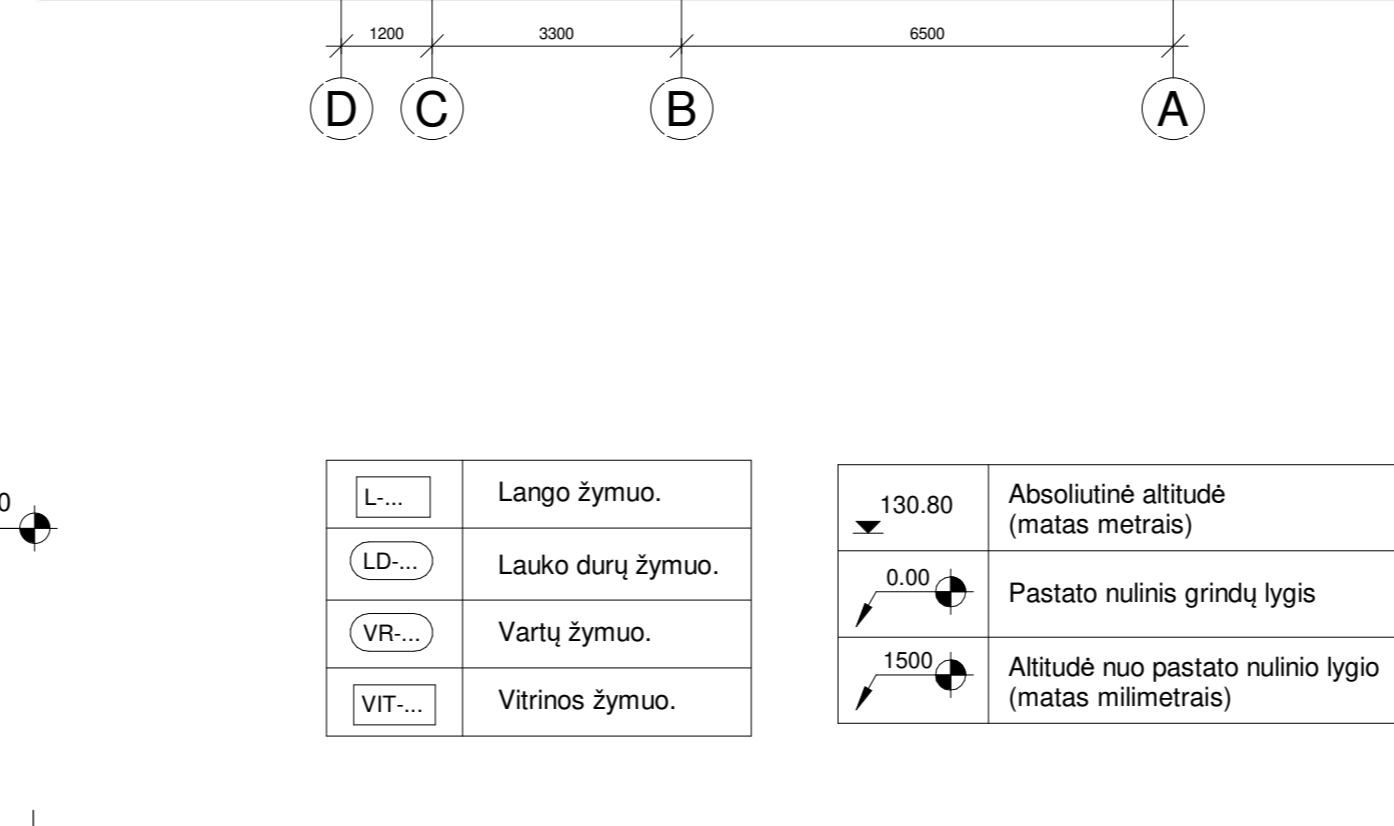 1200 3300 6500
D C B A
0
L-... Lango žymuo.
LD-... Lauko durų žymuo.
VR-... Vartų žymuo.
VIT-... Vitrinos žymuo.
130.80 Absoliutinė altitudė
(matas metrais)
0.00 Pastato nulinis grindų lygis
1500 Altitudė nuo pastato nulinio lygio
(matas milimetrais)